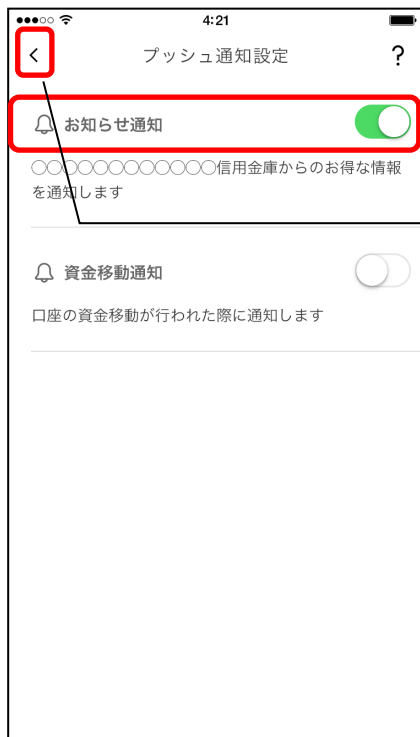 4:21
プッシュ通知設定
?
お知らせ通知
○○○○○○○○○○○○信用金庫からのお得な情報
を通知します
資金移動通知
口座の資金移動が行われた際に通知します